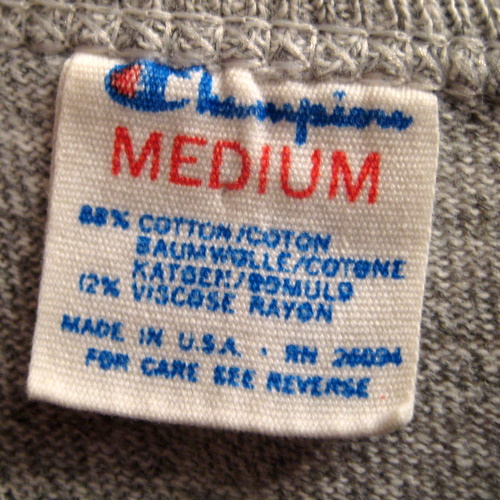 Champion
MEDIUM
88% COTTON/COTON
BAUMWOLLE/COTONE
KATOEN/BOMULD
12% VISCOSE RAYON
MADE IN U.S.A. · RN 26094
FOR CARE SEE REVERSE